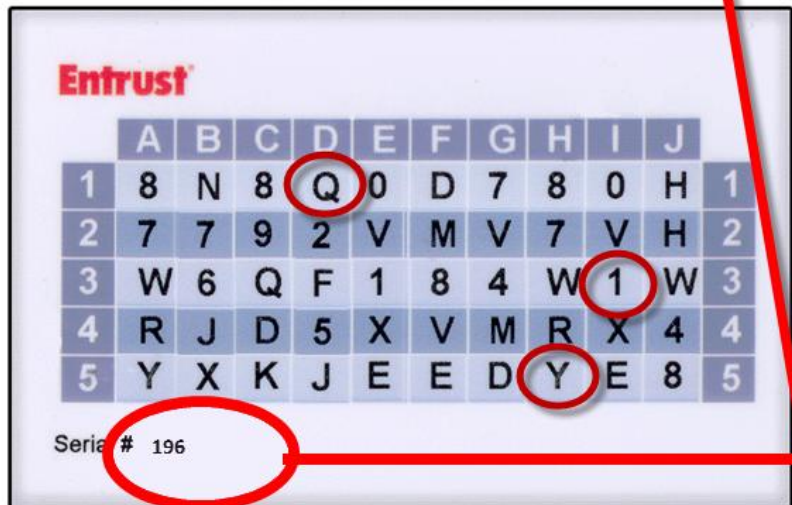 Entrust
A B C D E F G H I J
1 8 N 8 Q 0 D 7 8 0 H 1
2 7 7 9 2 V M V 7 V H 2
3 W 6 Q F 1 8 4 W 1 W 3
4 R J D 5 X V M R X 4 4
5 Y X K J E E D Y E 8 5
Serial # 196